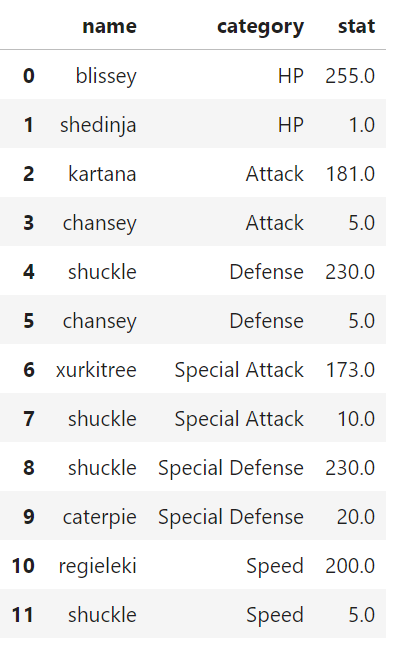 name category stat
0 blissey HP 255.0
1 shedinja HP 1.0
2 kartana Attack 181.0
3 chansey Attack 5.0
4 shuckle Defense 230.0
5 chansey Defense 5.0
6 xurkitree Special Attack 173.0
7 shuckle Special Attack 10.0
8 shuckle Special Defense 230.0
9 caterpie Special Defense 20.0
10 regieleki Speed 200.0
11 shuckle Speed 5.0